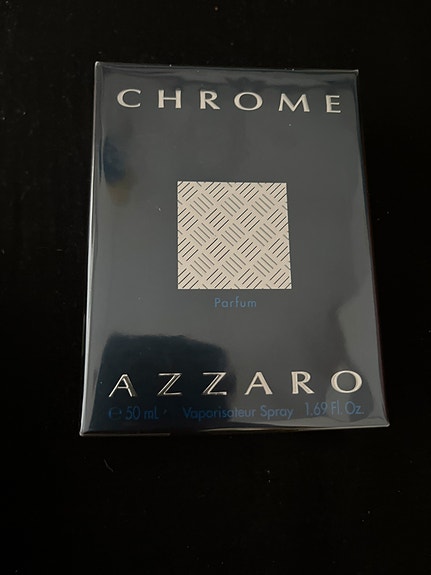 CHROME
Parfum
AZZARO
℮ 50 mL Vaporisateur Spray 1.69 Fl. Oz.